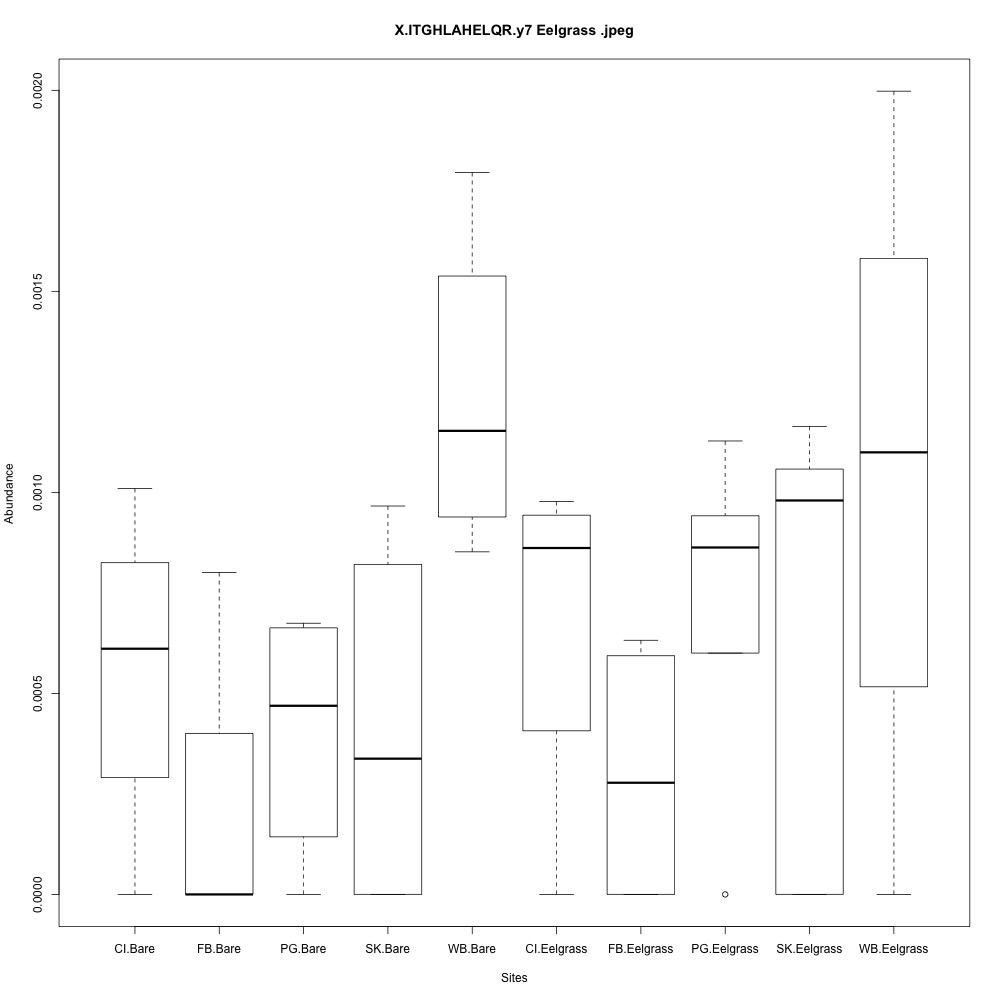 X.ITGHLAHELQR.y7 Eelgrass .jpeg
Abundance
0.0020
0.0015
0.0010
0.0005
0.0000
CI.Bare FB.Bare PG.Bare SK.Bare WB.Bare CI.Eelgrass FB.Eelgrass PG.Eelgrass SK.Eelgrass WB.Eelgrass
Sites